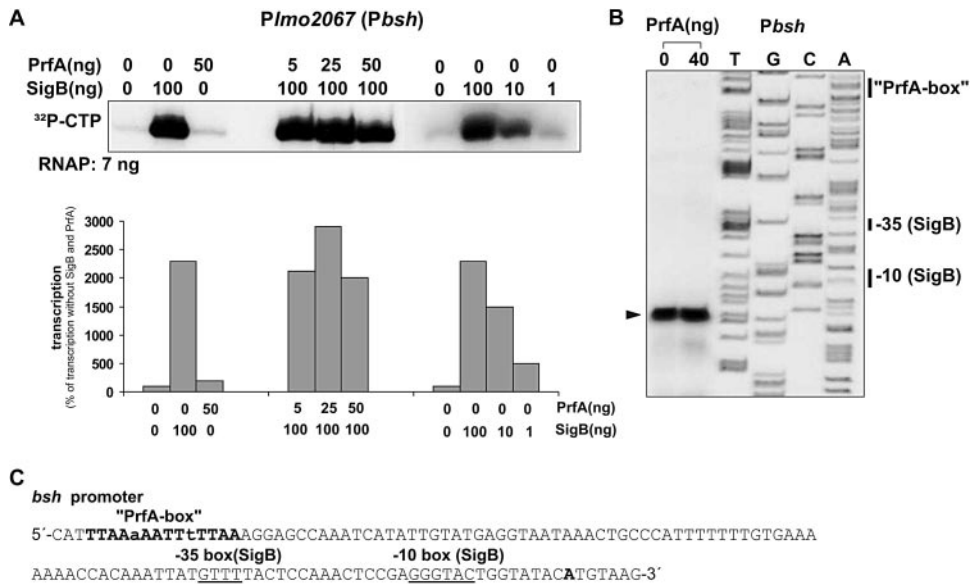 A
Plmo2067 (Pbsh)
PrfA(ng) 0 0 50 5 25 50 0 0 0 0
SigB(ng) 0 100 0 100 100 100 0 100 10 1
32P-CTP
RNAP: 7 ng
transcription
(% of transcription without SigB and PrfA)
3000
2500
2000
1500
1000
500
0
0 0 50 5 25 50 0 0 0 0 PrfA(ng)
0 100 0 100 100 100 0 100 10 1 SigB(ng)
B
PrfA(ng) Pbsh
0 40 T G C A
"PrfA-box"
-35 (SigB)
-10 (SigB)
C
bsh promoter
"PrfA-box"
5´-CATTTAAaAATTtTTAAAGGAGCCAAATCATATTGTATGAGGTAATAAACTGCCCATTTTTTTGTGAAA
-35 box(SigB) -10 box (SigB)
AAAACCACAAATTATGTTTTACTCCAAACTCCGAGGGTACTGGTATACATGTAAG-3´